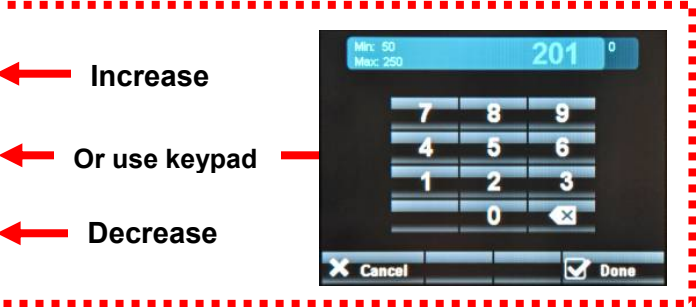 Increase
Or use keypad
Decrease
Min: 50
Max: 250
201 0
7 8 9
4 5 6
1 2 3
0
Cancel Done